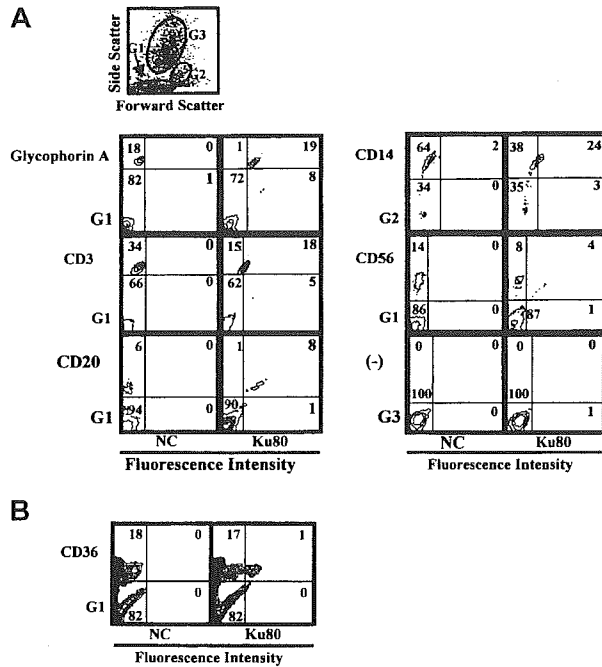 A
Side Scatter
G1
G3
G2
Forward Scatter
Glycophorin A
18 0 1 19
82 1 72 8
G1
CD3
34 0 15 18
66 0 62 5
G1
CD20
6 0 1 8
94 0 90 1
G1
NC Ku80
Fluorescence Intensity
CD14
64 2 38 24
34 0 35 3
G2
CD56
14 0 8 4
86 0 87 1
G1
(-)
0 0 0 0
100 0 100 1
G3
NC Ku80
Fluorescence Intensity
B
CD36
18 0 17 1
82 0 82 0
G1
NC Ku80
Fluorescence Intensity